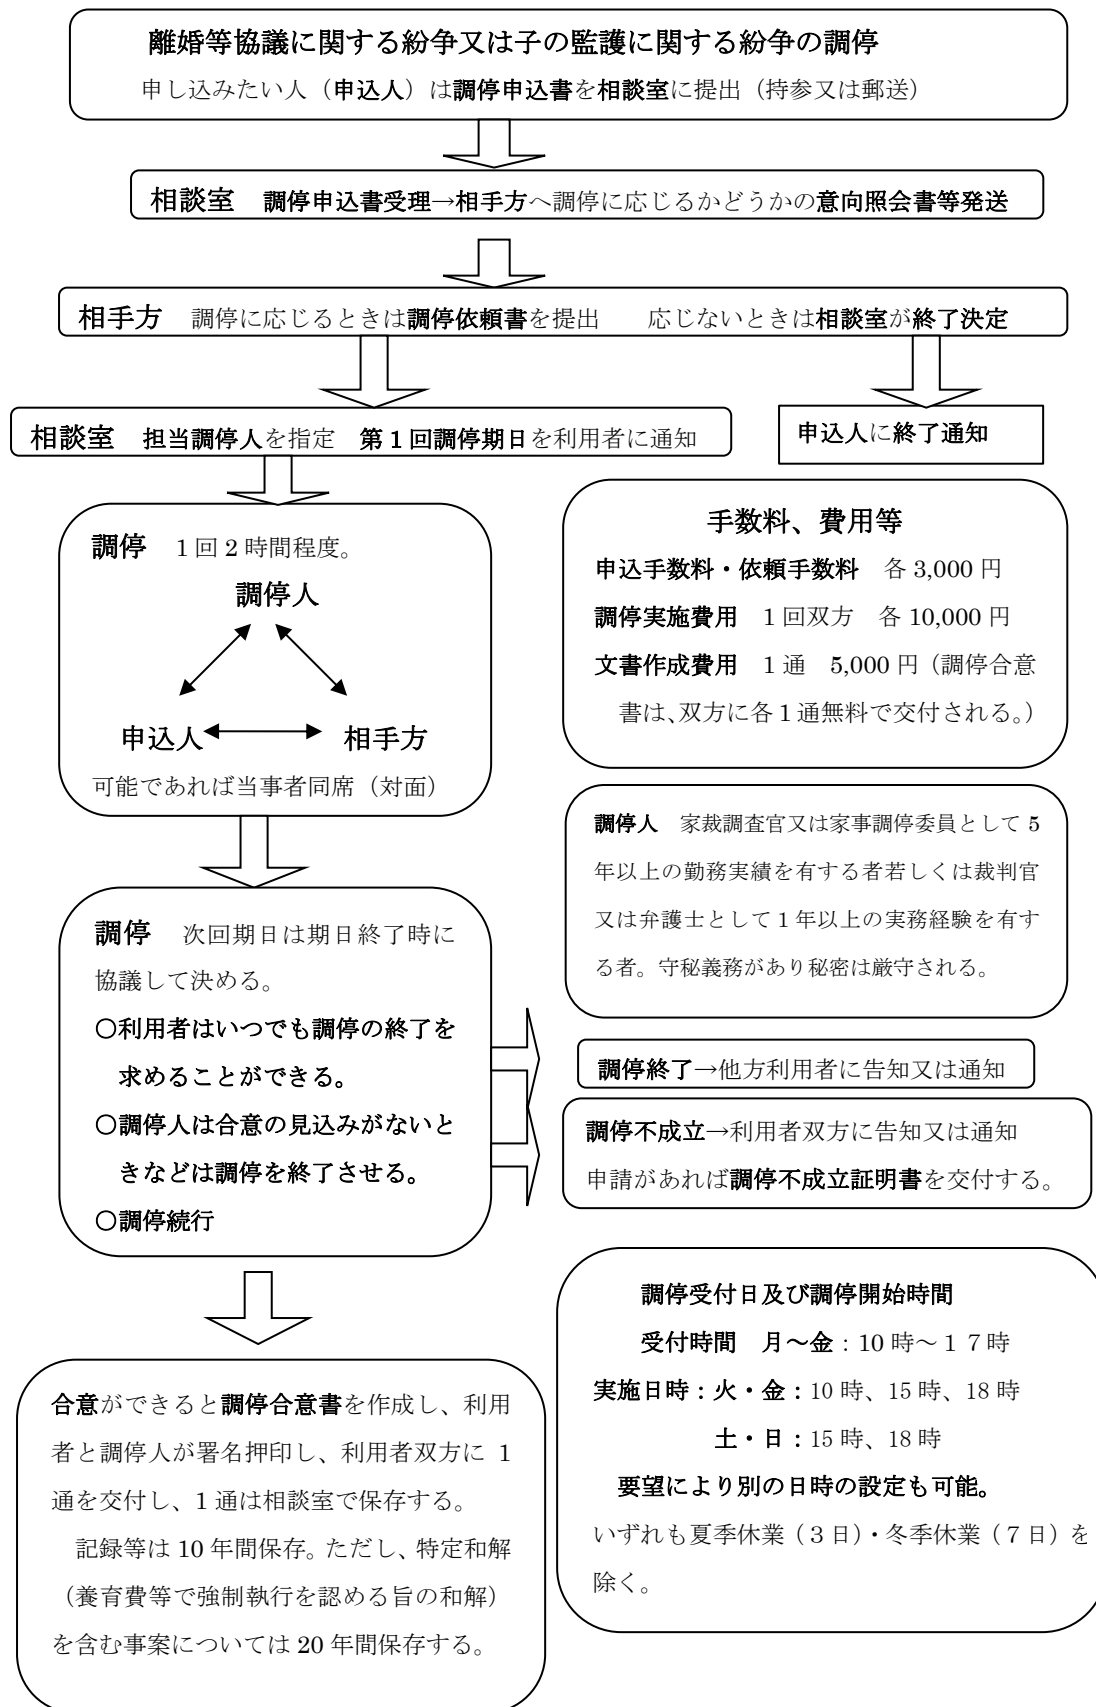 離婚等協議に関する紛争又は子の監護に関する紛争の調停
申し込みたい人（申込人）は調停申込書を相談室に提出（持参又は郵送）
相談室　調停申込書受理→相手方へ調停に応じるかどうかの意向照会書等発送
相手方　調停に応じるときは調停依頼書を提出　　応じないときは相談室が終了決定
相談室　担当調停人を指定　第１回調停期日を利用者に通知
申込人に終了通知
調停　１回２時間程度。
調停人
申込人　相手方
可能であれば当事者同席（対面）
手数料、費用等
申込手数料・依頼手数料　各 3,000 円
調停実施費用　１回双方　各 10,000 円
文書作成費用　１通　5,000 円（調停合意
書は、双方に各１通無料で交付される。）
調停人　家裁調査官又は家事調停委員として 5
年以上の勤務実績を有する者若しくは裁判官
又は弁護士として１年以上の実務経験を有す
る者。守秘義務があり秘密は厳守される。
調停　次回期日は期日終了時に
協議して決める。
〇利用者はいつでも調停の終了を
求めることができる。
〇調停人は合意の見込みがないと
きなどは調停を終了させる。
〇調停続行
調停終了→他方利用者に告知又は通知
調停不成立→利用者双方に告知又は通知
申請があれば調停不成立証明書を交付する。
合意ができると調停合意書を作成し、利用
者と調停人が署名押印し、利用者双方に 1
通を交付し、１通は相談室で保存する。
記録等は 10 年間保存。ただし、特定和解
（養育費等で強制執行を認める旨の和解）
を含む事案については 20 年間保存する。
調停受付日及び調停開始時間
受付時間　月～金：10 時～１７時
実施日時：火・金：10 時、15 時、18 時
土・日：15 時、18 時
要望により別の日時の設定も可能。
いずれも夏季休業（３日）・冬季休業（７日）を
除く。